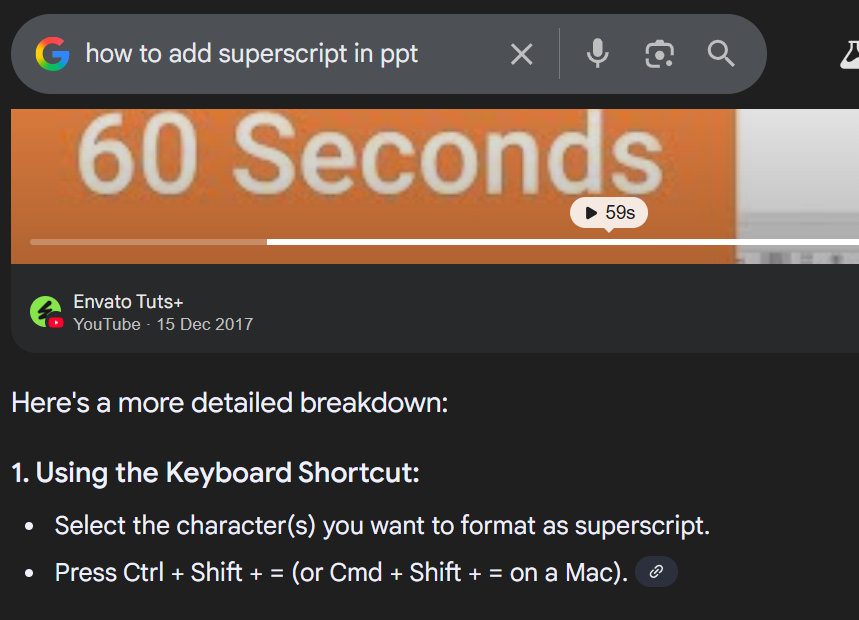 how to add superscript in ppt
60 Seconds
59s
Envato Tuts+
YouTube · 15 Dec 2017
Here's a more detailed breakdown:
1. Using the Keyboard Shortcut:
• Select the character(s) you want to format as superscript.
• Press Ctrl + Shift + = (or Cmd + Shift + = on a Mac).